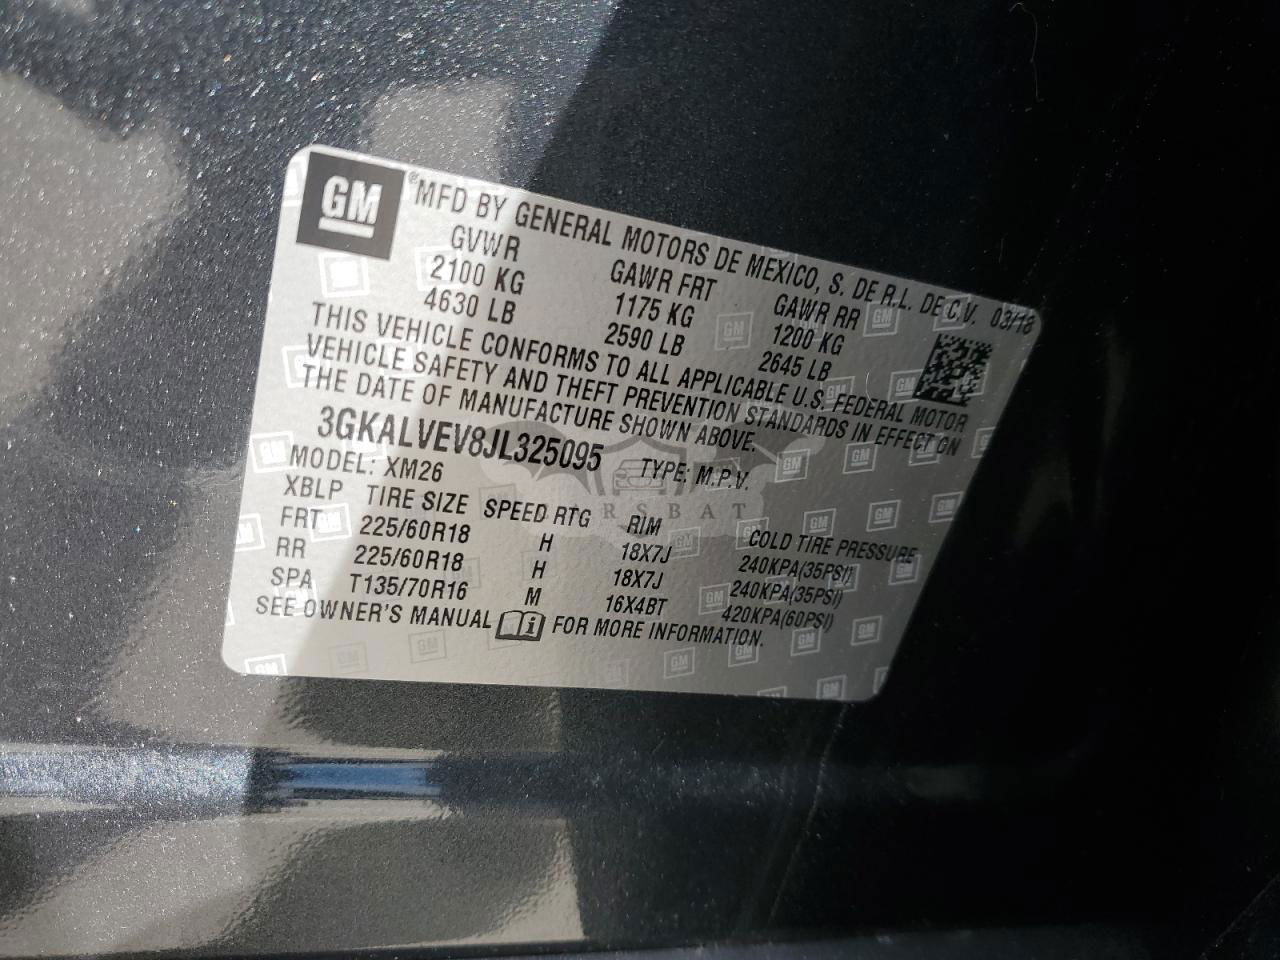 GM ® MFD BY GENERAL MOTORS DE MEXICO, S. DE R.L. DE C.V. 03/18
GVWR GAWR FRT GAWR RR
2100 KG 1175 KG 1200 KG
4630 LB 2590 LB 2645 LB
THIS VEHICLE CONFORMS TO ALL APPLICABLE U.S. FEDERAL MOTOR
VEHICLE SAFETY AND THEFT PREVENTION STANDARDS IN EFFECT ON
THE DATE OF MANUFACTURE SHOWN ABOVE.
3GKALVEV8JL325095 TYPE: M.P.V.
MODEL: XM26
XBLP TIRE SIZE SPEED RTG RIM COLD TIRE PRESSURE
FRT 225/60R18 H 18X7J 240KPA(35PSI)
RR 225/60R18 H 18X7J 240KPA(35PSI)
SPA T135/70R16 M 16X4BT 420KPA(60PSI)
SEE OWNER'S MANUAL i FOR MORE INFORMATION.